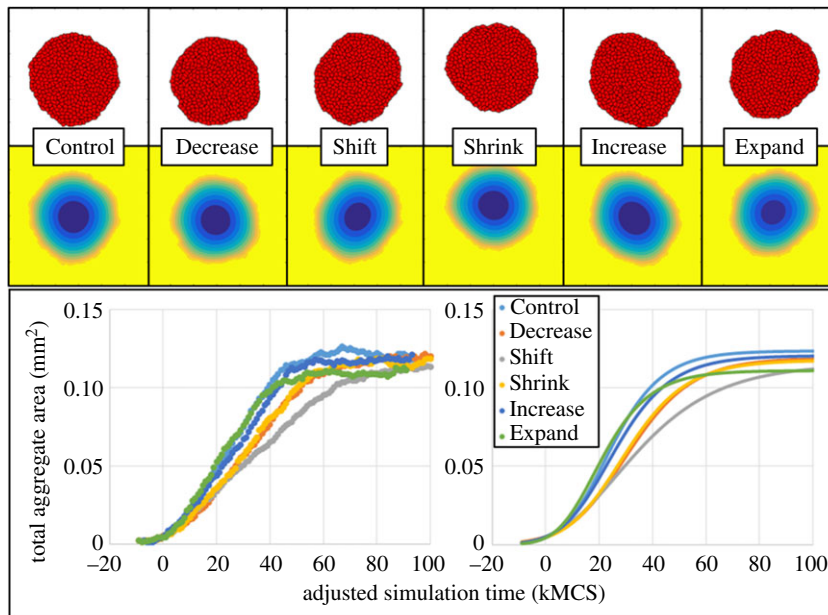 Control Decrease Shift Shrink Increase Expand
0.15 0.15
Control
Decrease
Shift
Shrink
Increase
Expand
0.10 0.10
0.05 0.05
0 0
total aggregate area (mm²)
–20 0 20 40 60 80 100 –20 0 20 40 60 80 100
adjusted simulation time (kMCS)